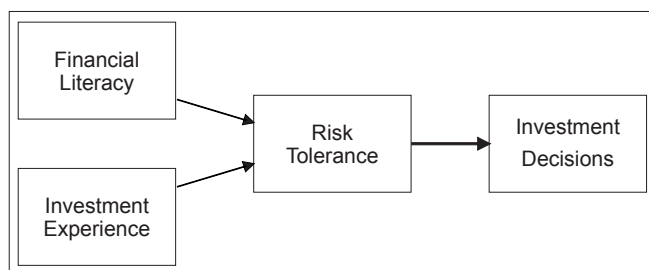 Financial
Literacy
Risk
Tolerance
Investment
Decisions
Investment
Experience